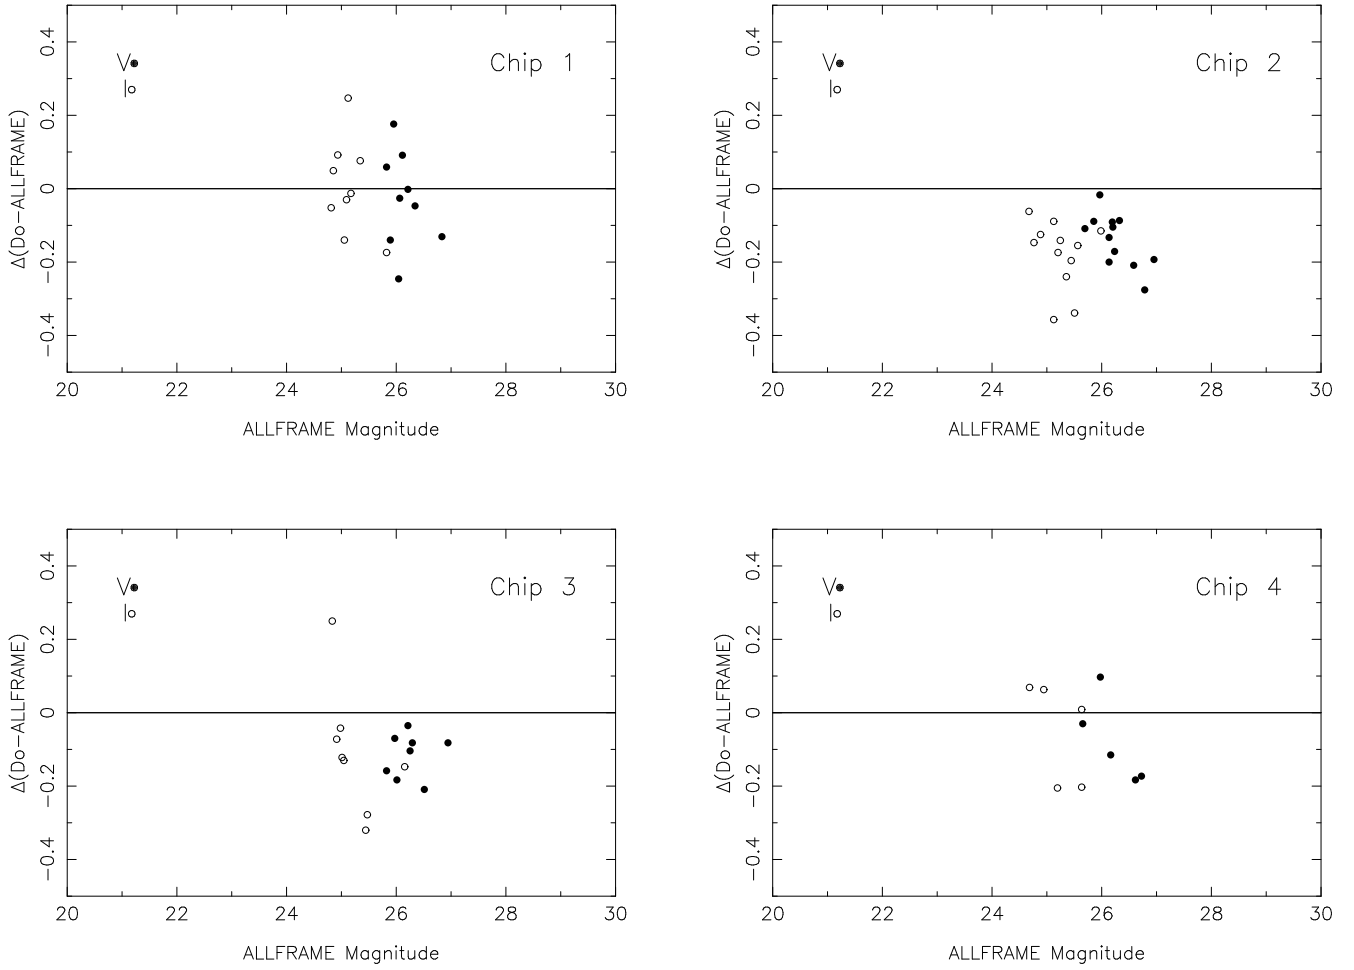 0.4
0.2
0
−0.2
−0.4
Δ(Do−ALLFRAME)
V
I
Chip 1
20 22 24 26 28 30
ALLFRAME Magnitude
0.4
0.2
0
−0.2
−0.4
Δ(Do−ALLFRAME)
V
I
Chip 2
20 22 24 26 28 30
ALLFRAME Magnitude
0.4
0.2
0
−0.2
−0.4
Δ(Do−ALLFRAME)
V
I
Chip 3
20 22 24 26 28 30
ALLFRAME Magnitude
0.4
0.2
0
−0.2
−0.4
Δ(Do−ALLFRAME)
V
I
Chip 4
20 22 24 26 28 30
ALLFRAME Magnitude